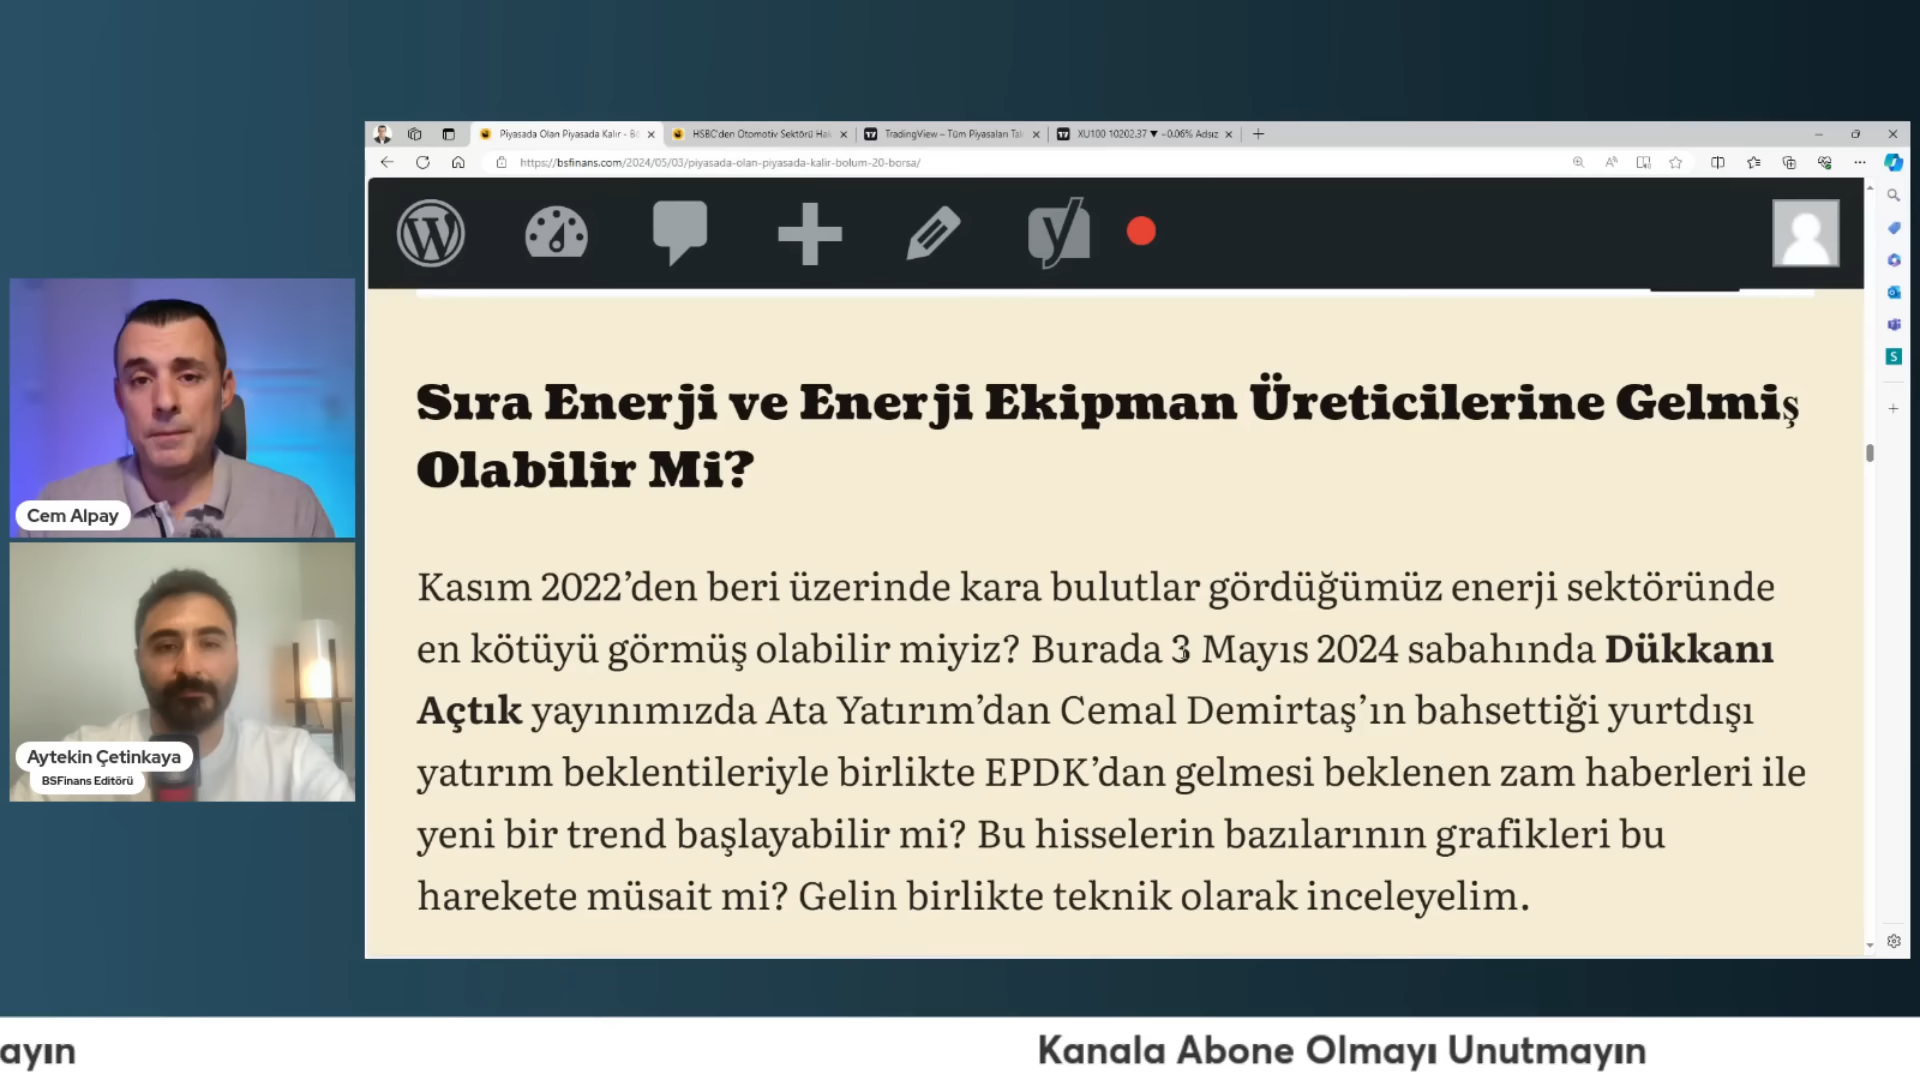 Piyasada Olan Piyasada Kalır - Bö
HSBC'den Otomotiv Sektörü Hak
TradingView – Tüm Piyasaları Tak
XU100 10202.37 ▼ −0.06% Adsız
https://bsfinans.com/2024/05/03/piyasada-olan-piyasada-kalir-bolum-20-borsa/
Sıra Enerji ve Enerji Ekipman Üreticilerine Gelmiş
Olabilir Mi?
Kasım 2022’den beri üzerinde kara bulutlar gördüğümüz enerji sektöründe
en kötüyü görmüş olabilir miyiz? Burada 3 Mayıs 2024 sabahında Dükkanı
Açtık yayınımızda Ata Yatırım’dan Cemal Demirtaş’ın bahsettiği yurtdışı
yatırım beklentileriyle birlikte EPDK’dan gelmesi beklenen zam haberleri ile
yeni bir trend başlayabilir mi? Bu hisselerin bazılarının grafikleri bu
harekete müsait mi? Gelin birlikte teknik olarak inceleyelim.
Cem Alpay
Aytekin Çetinkaya
BSFinans Editörü
ayın
Kanala Abone Olmayı Unutmayın